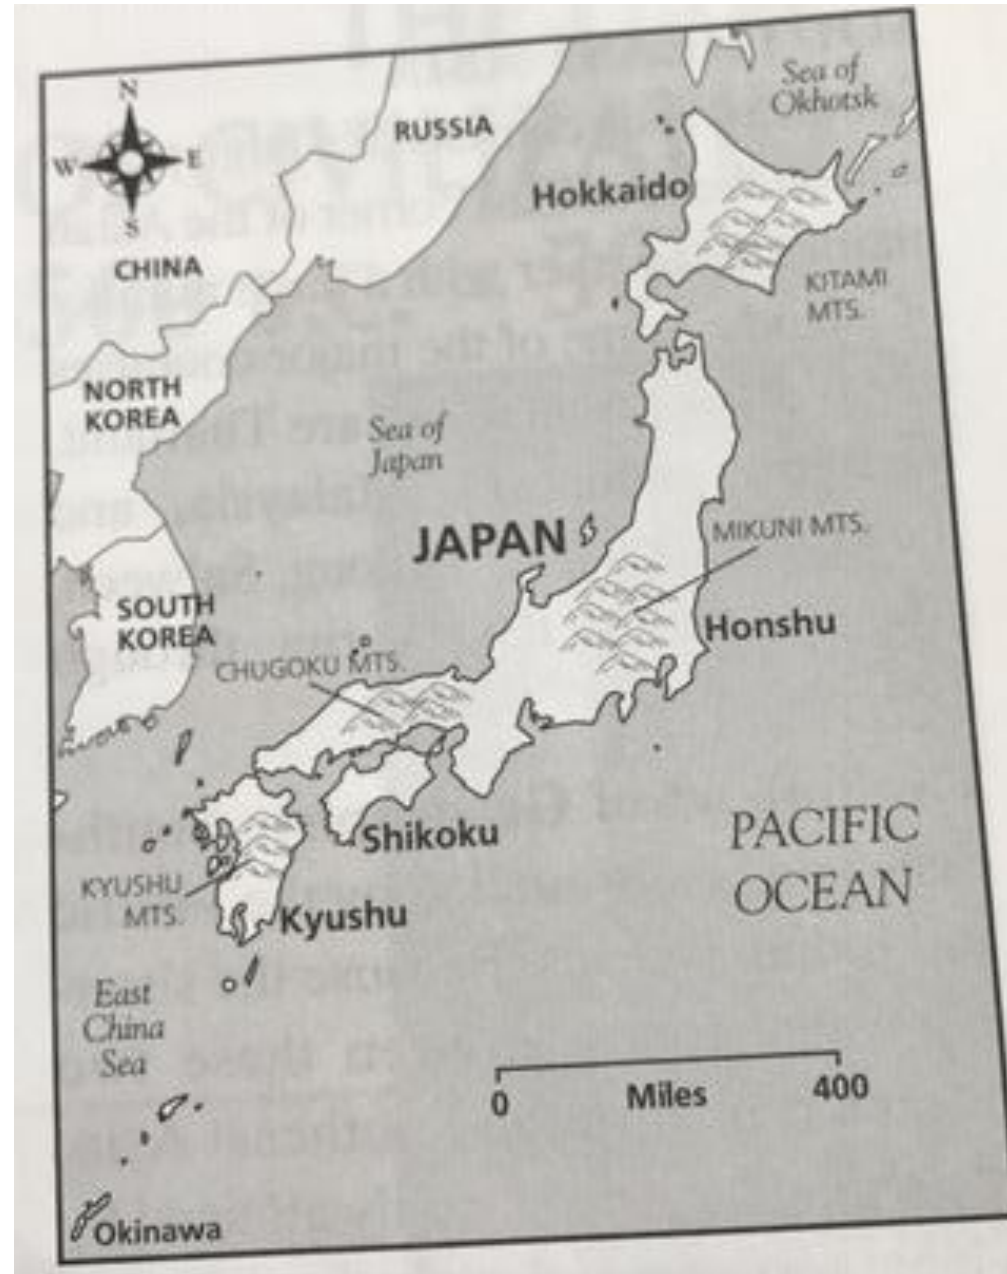 Sea of
Okhotsk
N
W E
S
RUSSIA
CHINA
Hokkaido
KITAMI
MTS.
NORTH
KOREA
Sea of
Japan
JAPAN
MIKUNI MTS.
SOUTH
KOREA
Honshu
CHUGOKU MTS.
Shikoku
PACIFIC
OCEAN
KYUSHU
MTS.
Kyushu
East
China
Sea
0 Miles 400
Okinawa